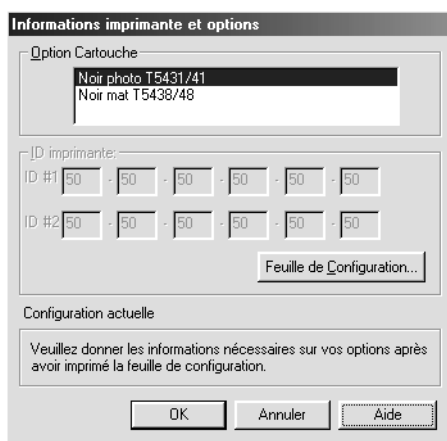 Informations imprimante et options
Option Cartouche
Noir photo T5431/41
Noir mat T5438/48
ID imprimante:
ID #1 50 - 50 - 50 - 50 - 50 - 50
ID #2 50 - 50 - 50 - 50 - 50 - 50
Feuille de Configuration...
Configuration actuelle
Veuillez donner les informations nécessaires sur vos options après
avoir imprimé la feuille de configuration.
OK Annuler Aide